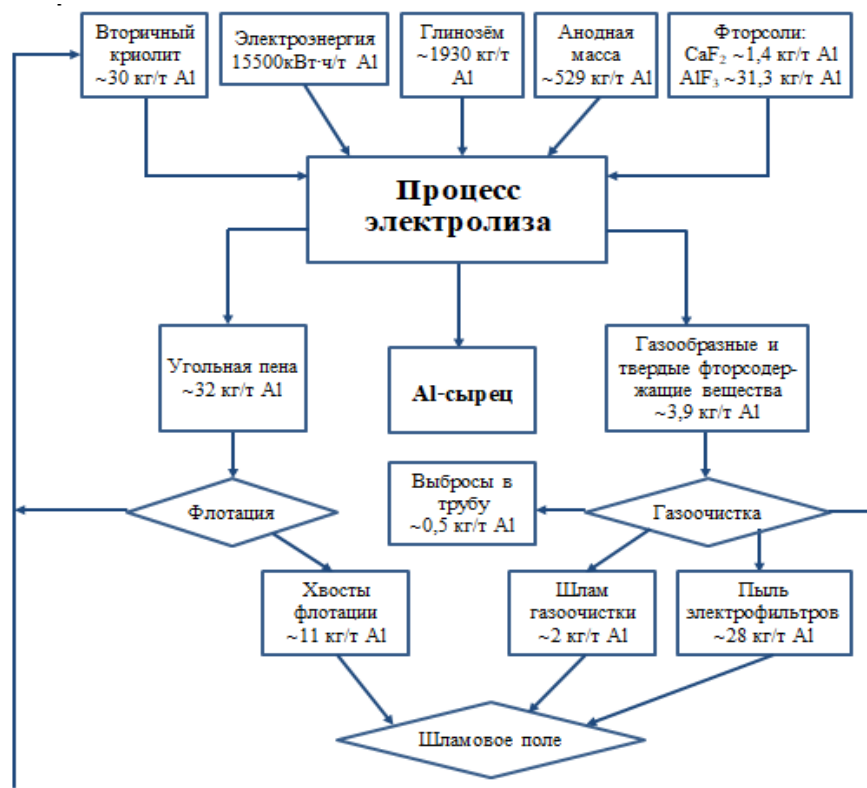 Вторичный
криолит
~30 кг/т Al
Электроэнергия
15500кВт·ч/т Al
Глинозём
~1930 кг/т
Al
Анодная
масса
~529 кг/т Al
Фторсоли:
CaF₂ ~1,4 кг/т Al
AlF₃ ~31,3 кг/т Al
Процесс
электролиза
Угольная пена
~32 кг/т Al
Al-сырец
Газообразные и
твердые фторсодер-
жащие вещества
~3,9 кг/т Al
Флотация
Выбросы в
трубу
~0,5 кг/т Al
Газоочистка
Хвосты
флотации
~11 кг/т Al
Шлам
газоочистки
~2 кг/т Al
Пыль
электрофильтров
~28 кг/т Al
Шламовое поле